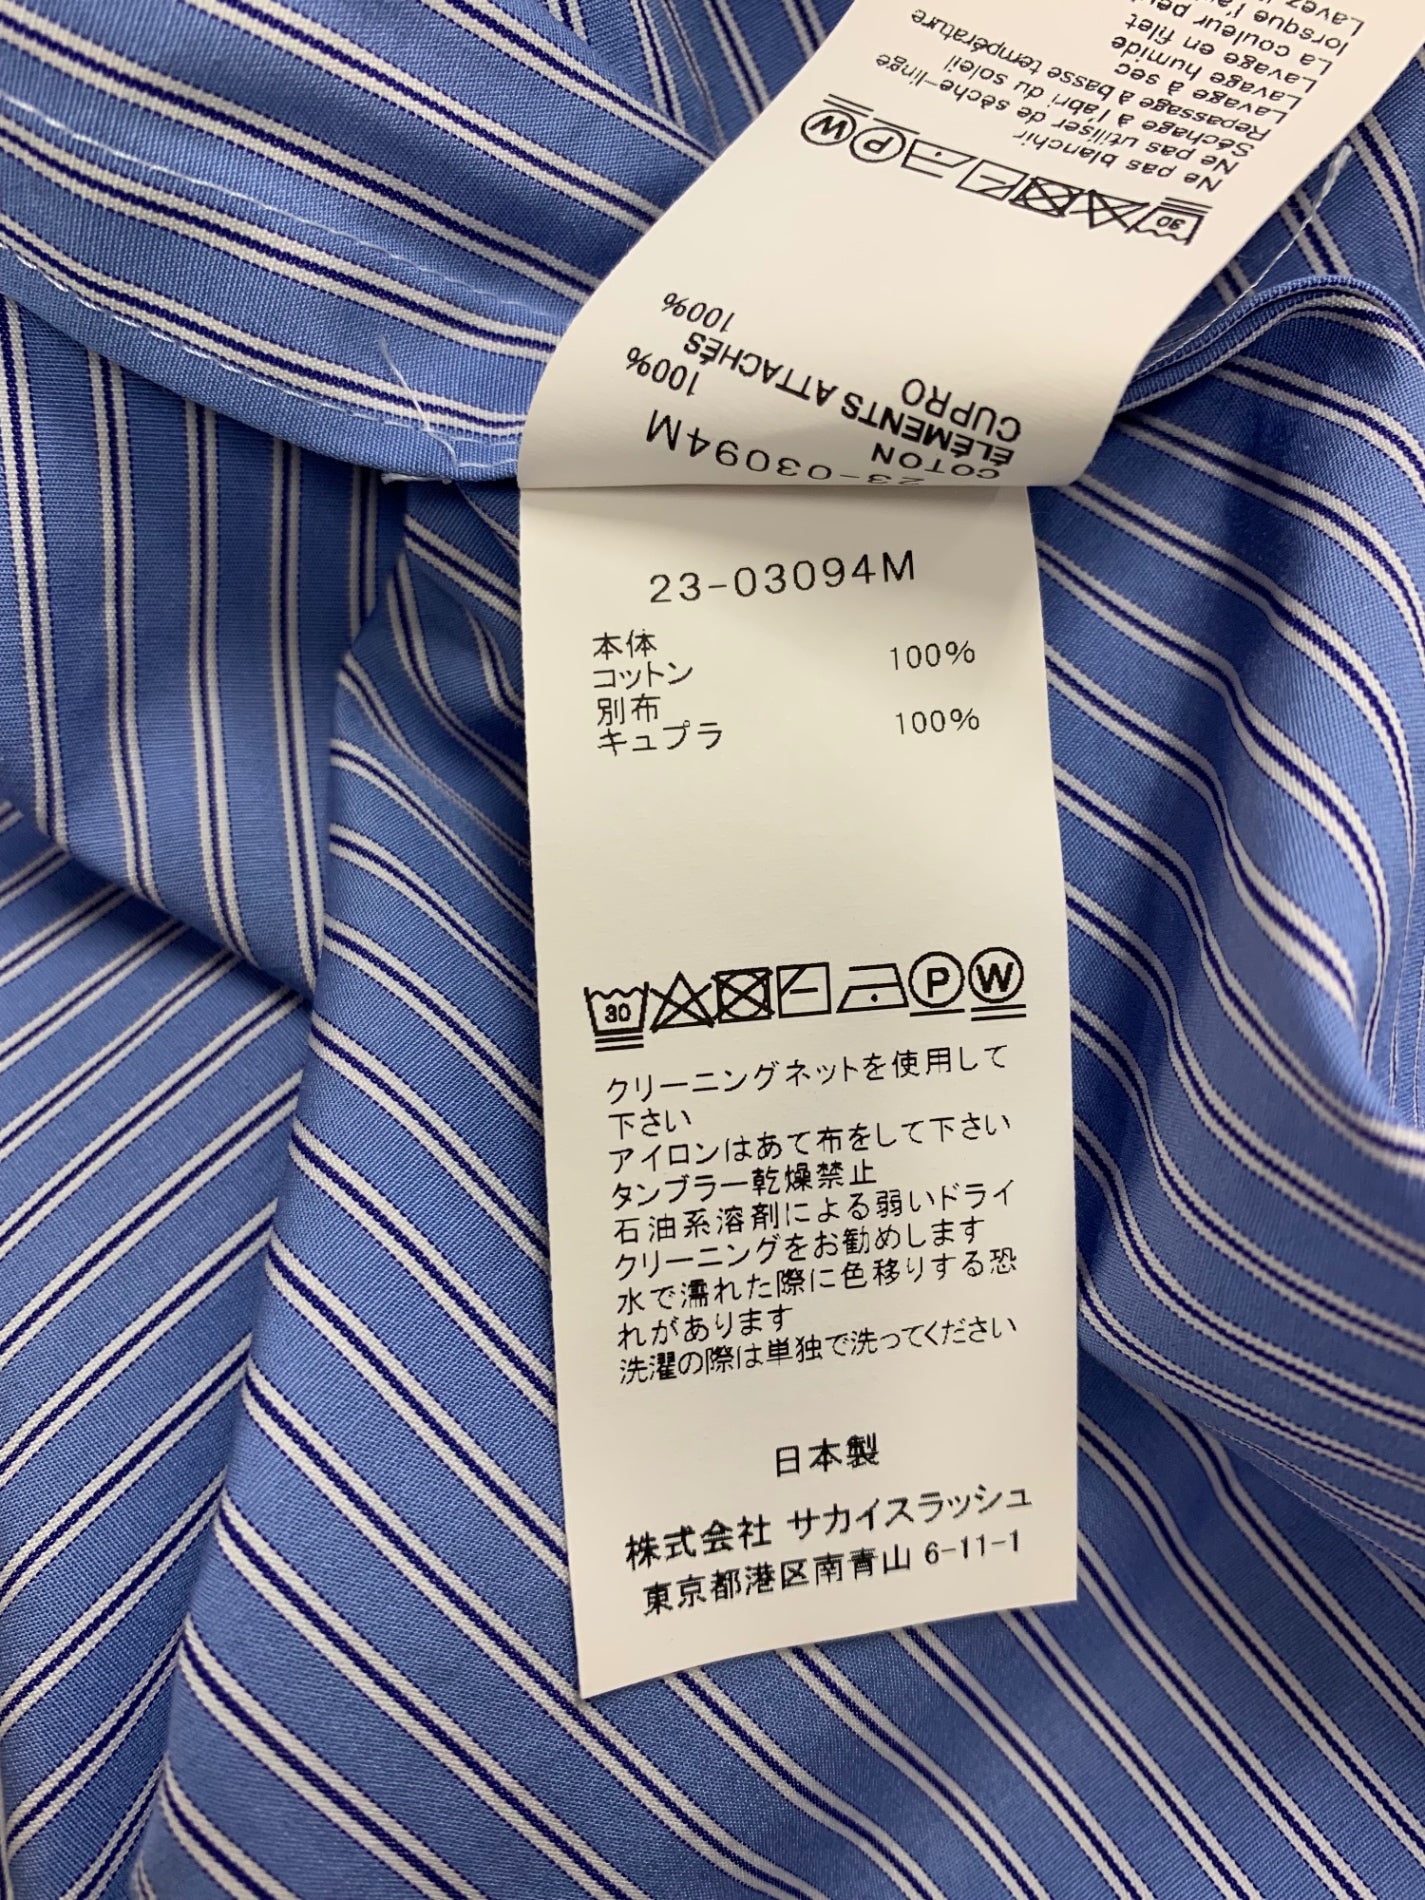 Lavez
lorsque
La couleur
Lavage en filet
Lavage humide
Lavage à sec
Repassage à basse température
Séchage à l'abri du soleil
Ne pas utiliser de sèche-linge
Ne pas blanchir
30 P W
CUPRO 100%
ÉLÉMENTS ATTACHÉS
COTON 100%
23-03094M
23-03094M
本体
コットン 100%
別布
キュプラ 100%
30 P W
クリーニングネットを使用して
下さい
アイロンはあて布をして下さい
タンブラー乾燥禁止
石油系溶剤による弱いドライ
クリーニングをお勧めします
水で濡れた際に色移りする恐
れがあります
洗濯の際は単独で洗ってください
日本製
株式会社 サカイスラッシュ
東京都港区南青山 6-11-1